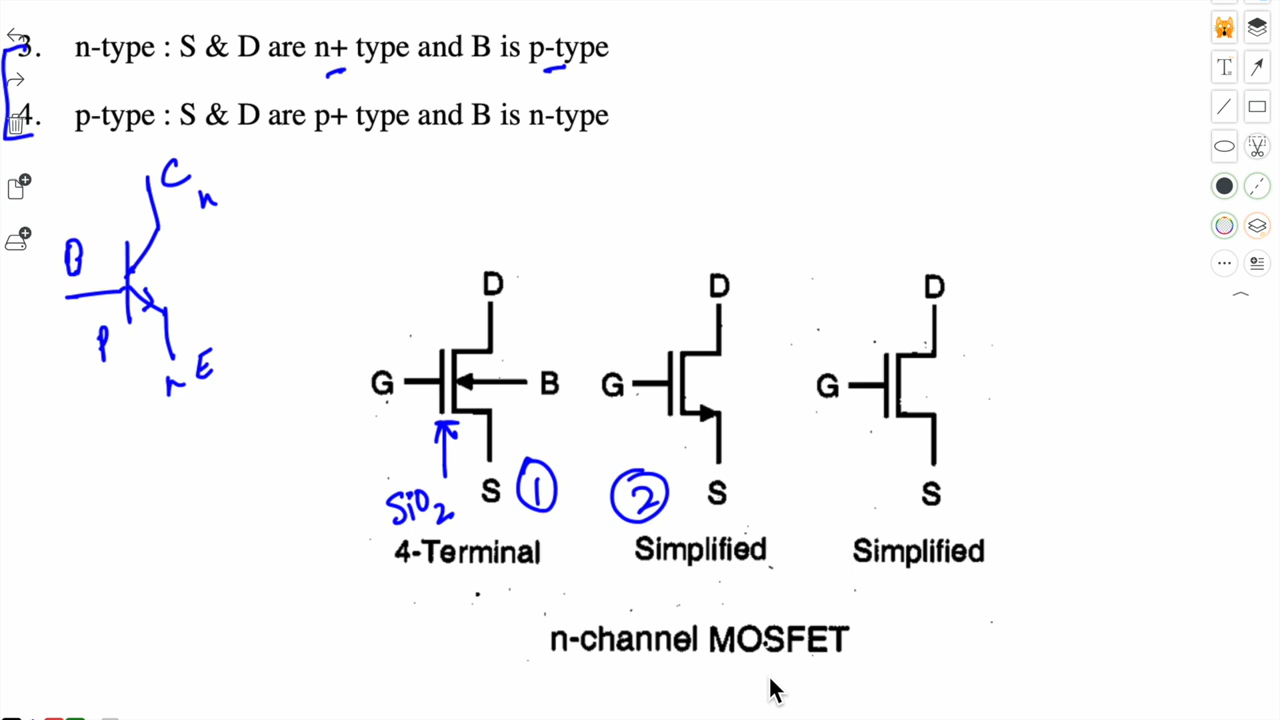 3. n-type : S & D are n+ type and B is p-type
4. p-type : S & D are p+ type and B is n-type
C
n
B
P
n E
D D D
G B G G
SiO2 S 1 2 S S
4-Terminal Simplified Simplified
n-channel MOSFET
T